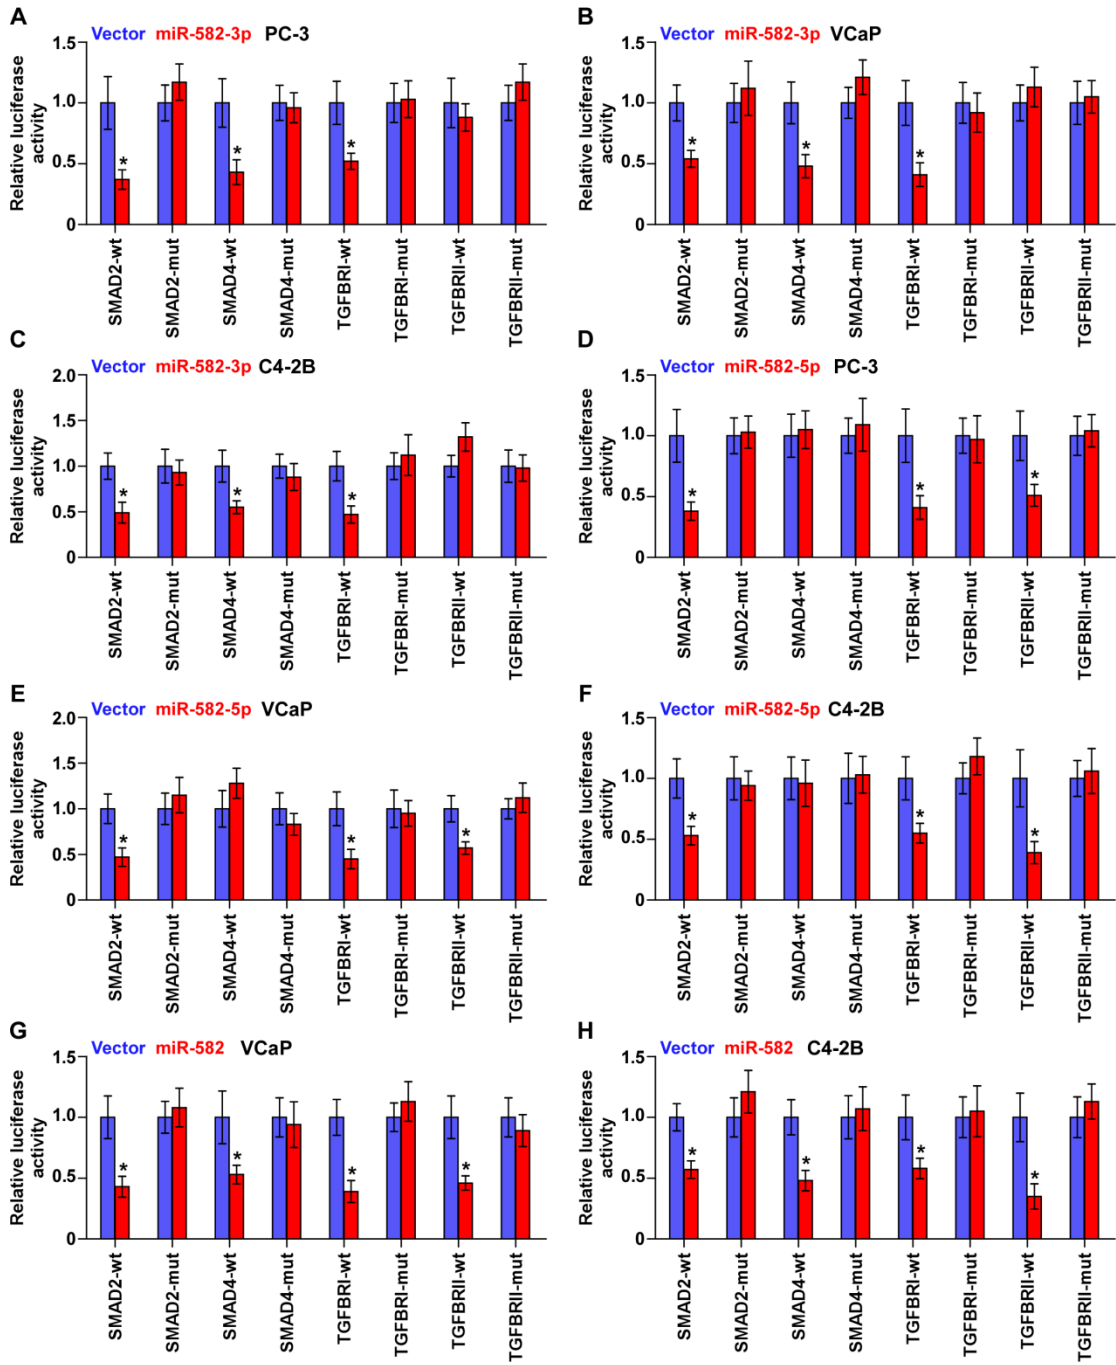 A
Vector miR-582-3p PC-3
Relative luciferase
activity
1.5
1.0
0.5
0
SMAD2-wt
SMAD2-mut
SMAD4-wt
SMAD4-mut
TGFBRI-wt
TGFBRI-mut
TGFBRII-wt
TGFBRII-mut
* * *
B
Vector miR-582-3p VCaP
Relative luciferase
activity
1.5
1.0
0.5
0
SMAD2-wt
SMAD2-mut
SMAD4-wt
SMAD4-mut
TGFBRI-wt
TGFBRI-mut
TGFBRII-wt
TGFBRII-mut
* * *
C
Vector miR-582-3p C4-2B
Relative luciferase
activity
2.0
1.5
1.0
0.5
0
SMAD2-wt
SMAD2-mut
SMAD4-wt
SMAD4-mut
TGFBRI-wt
TGFBRI-mut
TGFBRII-wt
TGFBRII-mut
* * *
D
Vector miR-582-5p PC-3
Relative luciferase
activity
1.5
1.0
0.5
0
SMAD2-wt
SMAD2-mut
SMAD4-wt
SMAD4-mut
TGFBRI-wt
TGFBRI-mut
TGFBRII-wt
TGFBRII-mut
* * *
E
Vector miR-582-5p VCaP
Relative luciferase
activity
2.0
1.5
1.0
0.5
0
SMAD2-wt
SMAD2-mut
SMAD4-wt
SMAD4-mut
TGFBRI-wt
TGFBRI-mut
TGFBRII-wt
TGFBRII-mut
* * *
F
Vector miR-582-5p C4-2B
Relative luciferase
activity
1.5
1.0
0.5
0
SMAD2-wt
SMAD2-mut
SMAD4-wt
SMAD4-mut
TGFBRI-wt
TGFBRI-mut
TGFBRII-wt
TGFBRII-mut
* * *
G
Vector miR-582 VCaP
Relative luciferase
activity
1.5
1.0
0.5
0
SMAD2-wt
SMAD2-mut
SMAD4-wt
SMAD4-mut
TGFBRI-wt
TGFBRI-mut
TGFBRII-wt
TGFBRII-mut
* * * *
H
Vector miR-582 C4-2B
Relative luciferase
activity
1.5
1.0
0.5
0
SMAD2-wt
SMAD2-mut
SMAD4-wt
SMAD4-mut
TGFBRI-wt
TGFBRI-mut
TGFBRII-wt
TGFBRII-mut
* * * *